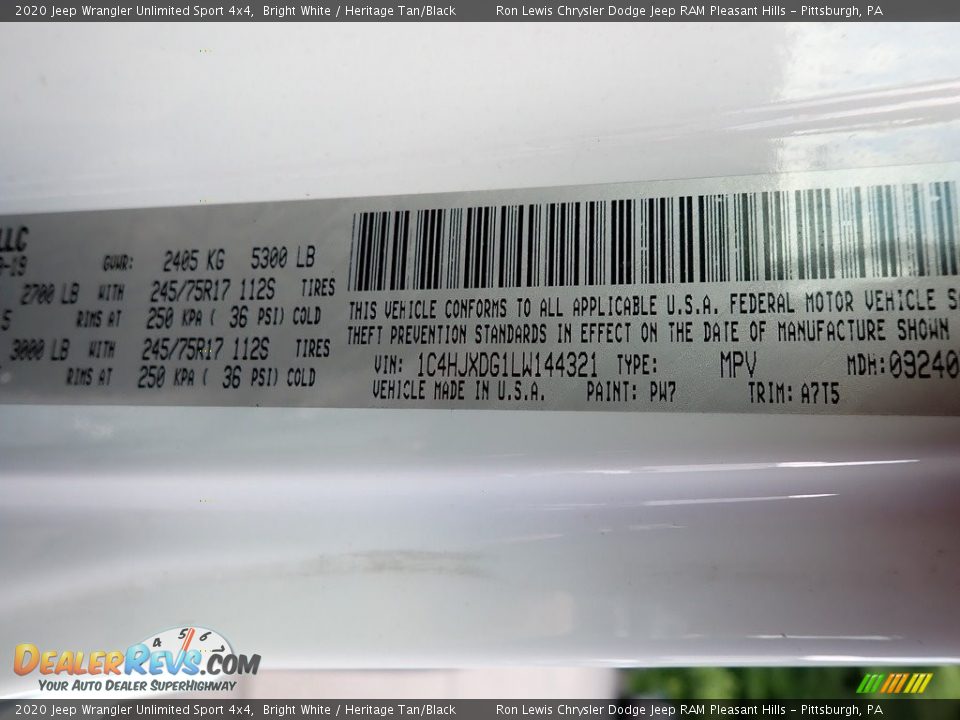 2020 Jeep Wrangler Unlimited Sport 4x4, Bright White / Heritage Tan/Black Ron Lewis Chrysler Dodge Jeep RAM Pleasant Hills - Pittsburgh, PA
LLC
9-19 GVWR: 2405 KG 5300 LB
2700 LB WITH 245/75R17 112S TIRES
5 RIMS AT 250 KPA ( 36 PSI) COLD
3000 LB WITH 245/75R17 112S TIRES
RIMS AT 250 KPA ( 36 PSI) COLD
THIS VEHICLE CONFORMS TO ALL APPLICABLE U.S.A. FEDERAL MOTOR VEHICLE
THEFT PREVENTION STANDARDS IN EFFECT ON THE DATE OF MANUFACTURE SHOWN
VIN: 1C4HJXDG1LW144321 TYPE: MPV MDH: 09240
VEHICLE MADE IN U.S.A. PAINT: PW7 TRIM: A7T5
4 5 6
DEALERREVS.COM
YOUR AUTO DEALER SUPERHIGHWAY
2020 Jeep Wrangler Unlimited Sport 4x4, Bright White / Heritage Tan/Black Ron Lewis Chrysler Dodge Jeep RAM Pleasant Hills - Pittsburgh, PA